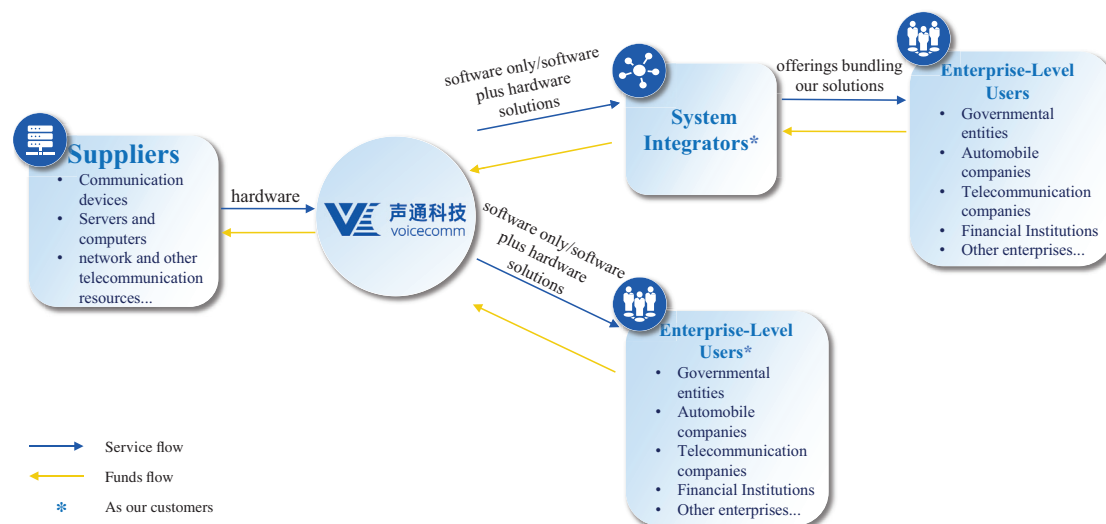 Suppliers
• Communication
devices
• Servers and
computers
• network and other
telecommunication
resources...
hardware
声通科技
voicecomm
software only/software
plus hardware
solutions
System
Integrators*
offerings bundling
our solutions
Enterprise-Level
Users
• Governmental
entities
• Automobile
companies
• Telecommunication
companies
• Financial Institutions
• Other enterprises...
software only/software
plus hardware
solutions
Enterprise-Level
Users*
• Governmental
entities
• Automobile
companies
• Telecommunication
companies
• Financial Institutions
• Other enterprises...
Service flow
Funds flow
* As our customers